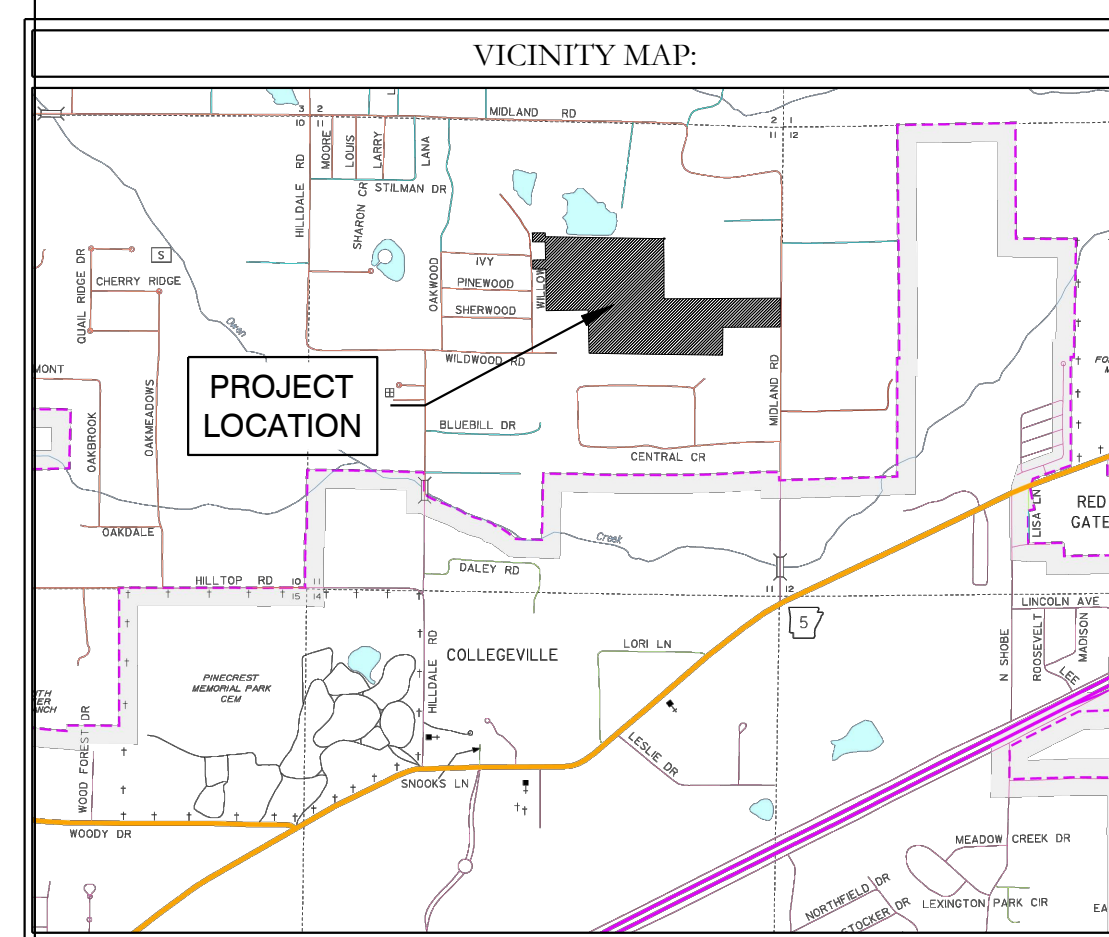 VICINITY MAP:
MIDLAND RD
3 2
10 11
2 1
11 12
HILLDALE RD
MOORE
LOUIS
LARRY
LANA
STILMAN DR
SHARON CR
S
QUAIL RIDGE DR
CHERRY RIDGE
OAKWOOD
IVY
PINEWOOD
SHERWOOD
WILLOW
Owen
WILDWOOD RD
PROJECT
LOCATION
MONT
OAKBROOK
OAKMEADOWS
MIDLAND RD
BLUEBILL DR
CENTRAL CR
OAKDALE
Creek
LISA LN
RED
GATE
DALEY RD
HILLTOP RD
10 11
15 14
11 12
5
LINCOLN AVE
N SHOBE
ROOSEVELT
MADISON
LEE
LORI LN
HILLDALE RD
COLLEGEVILLE
PINECREST
MEMORIAL PARK
CEM
WOOD FOREST DR
LESLIE DR
SNOOKS LN
WOODY DR
MEADOW CREEK DR
NORTHFIELD DR
STOCKER DR
LEXINGTON PARK CIR
EA